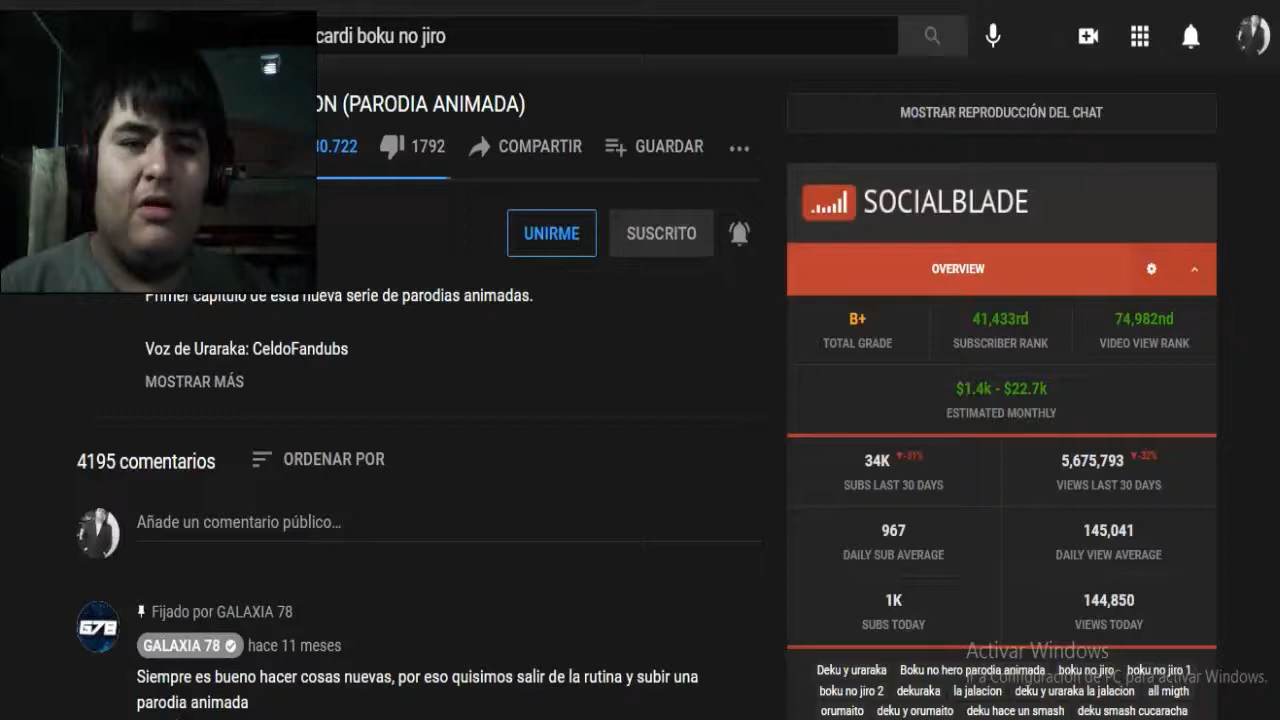 cardi boku no jiro
ON (PARODIA ANIMADA)
0.722 1792 COMPARTIR GUARDAR
UNIRME SUSCRITO
Primer capitulo de esta nueva serie de parodias animadas.
Voz de Uraraka: CeldoFandubs
MOSTRAR MÁS
4195 comentarios ORDENAR POR
Añade un comentario público...
Fijado por GALAXIA 78
G78
GALAXIA 78 hace 11 meses
Siempre es bueno hacer cosas nuevas, por eso quisimos salir de la rutina y subir una
parodia animada
MOSTRAR REPRODUCCIÓN DEL CHAT
SOCIALBLADE
OVERVIEW
B+ 41,433rd 74,982nd
TOTAL GRADE SUBSCRIBER RANK VIDEO VIEW RANK
$1.4k - $22.7k
ESTIMATED MONTHLY
34K -31% 5,675,793 -32%
SUBS LAST 30 DAYS VIEWS LAST 30 DAYS
967 145,041
DAILY SUB AVERAGE DAILY VIEW AVERAGE
1K 144,850
SUBS TODAY VIEWS TODAY
Activar Windows
Ir a Configuración de PC para activar Windows.
Deku y uraraka Boku no hero parodia animada boku no jiro boku no jiro 1
boku no jiro 2 dekuraka la jalacion deku y uraraka la jalacion all migth
orumaito deku y orumaito deku hace un smash deku smash cucaracha